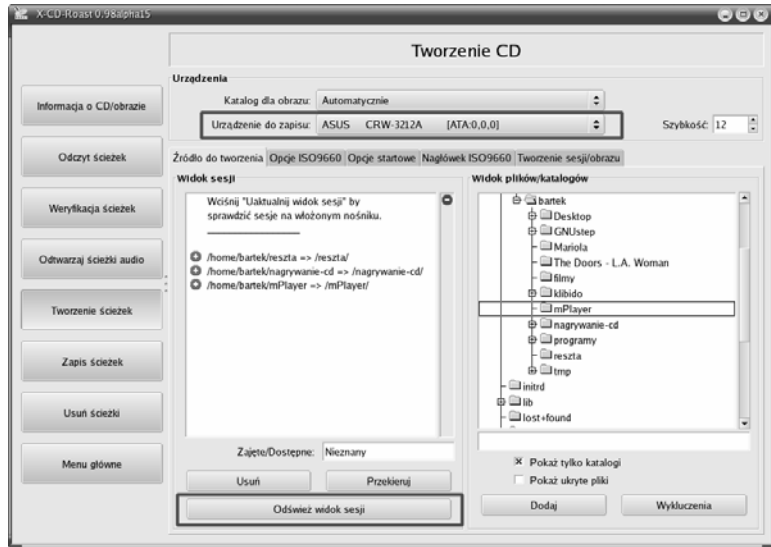 X-CD-Roast 0.98alpha15
Tworzenie CD
Urządzenia
Katalog dla obrazu: Automatycznie
Urządzenie do zapisu: ASUS CRW-3212A [ATA:0,0,0]
Szybkość: 12
Informacja o CD/obrazie
Odczyt ścieżek
Weryfikacja ścieżek
Odtwarzaj ścieżki audio
Tworzenie ścieżek
Zapis ścieżek
Usuń ścieżki
Menu główne
Źródło do tworzenia Opcje ISO9660 Opcje startowe Nagłówek ISO9660 Tworzenie sesji/obrazu
Widok sesji
Wciśnij "Uaktualnij widok sesji" by
sprawdzić sesje na włożonym nośniku.
/home/bartek/reszta => /reszta/
/home/bartek/nagrywanie-cd => /nagrywanie-cd/
/home/bartek/mPlayer => /mPlayer/
Zajęte/Dostępne: Nieznany
Usuń
Przekieruj
Odśwież widok sesji
Widok plików/katalogów
bartek
Desktop
GNUstep
Mariola
The Doors - L.A. Woman
filmy
klibido
mPlayer
nagrywanie-cd
programy
reszta
tmp
initrd
lib
lost+found
Pokaż tylko katalogi
Pokaż ukryte pliki
Dodaj
Wykluczenia